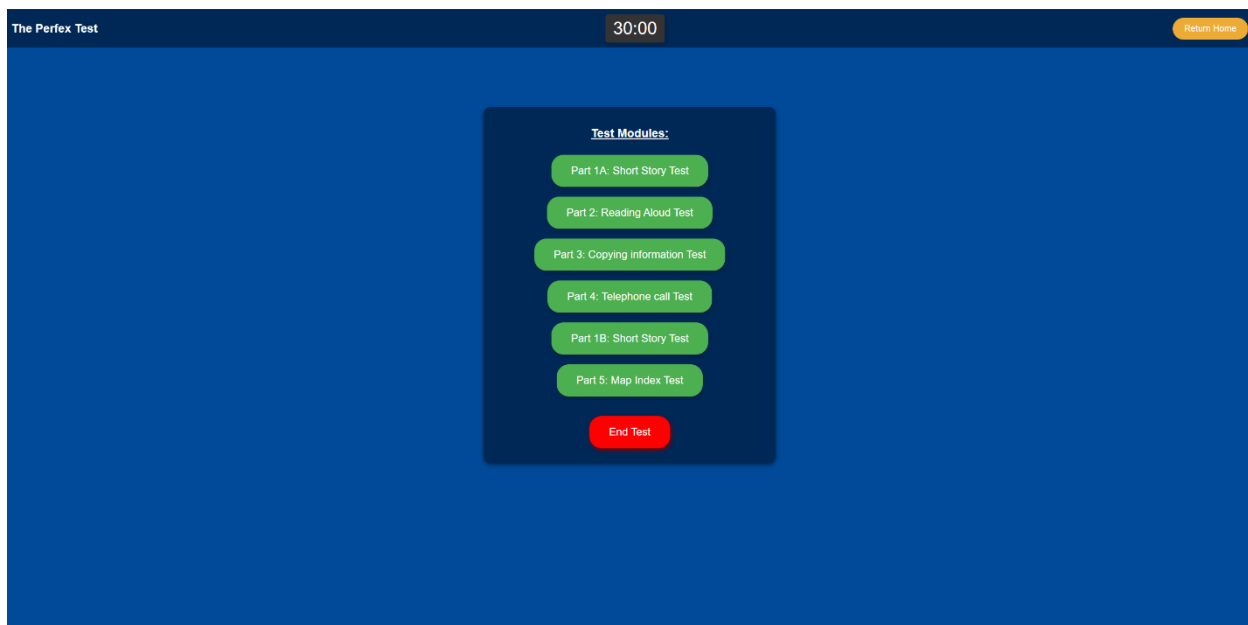 The Perfex Test
30:00
Return Home
Test Modules:
Part 1A: Short Story Test
Part 2: Reading Aloud Test
Part 3: Copying information Test
Part 4: Telephone call Test
Part 1B: Short Story Test
Part 5: Map Index Test
End Test